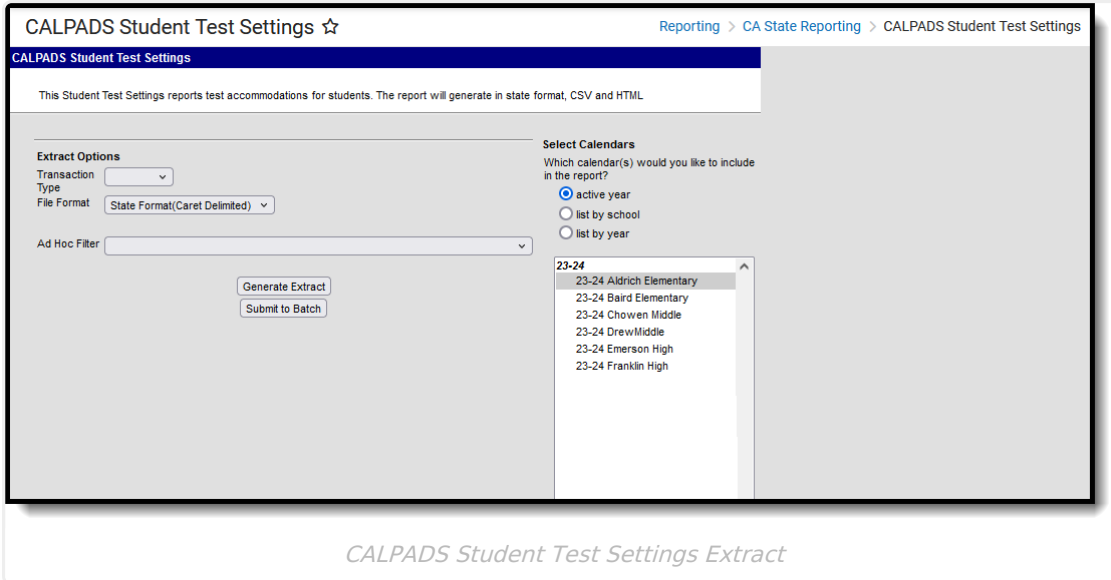 CALPADS Student Test Settings ☆
Reporting > CA State Reporting > CALPADS Student Test Settings
CALPADS Student Test Settings
This Student Test Settings reports test accommodations for students. The report will generate in state format, CSV and HTML
Extract Options
Transaction
Type
File Format
State Format(Caret Delimited)
Ad Hoc Filter
Generate Extract
Submit to Batch
Select Calendars
Which calendar(s) would you like to include
in the report?
active year
list by school
list by year
23-24
23-24 Aldrich Elementary
23-24 Baird Elementary
23-24 Chowen Middle
23-24 DrewMiddle
23-24 Emerson High
23-24 Franklin High
CALPADS Student Test Settings Extract